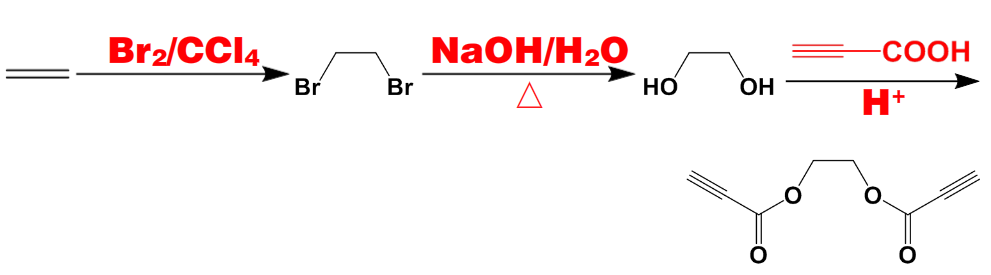 Br₂/CCl₄
NaOH/H₂O
△
COOH
H⁺
Br
Br
HO
OH
O
O
O
O